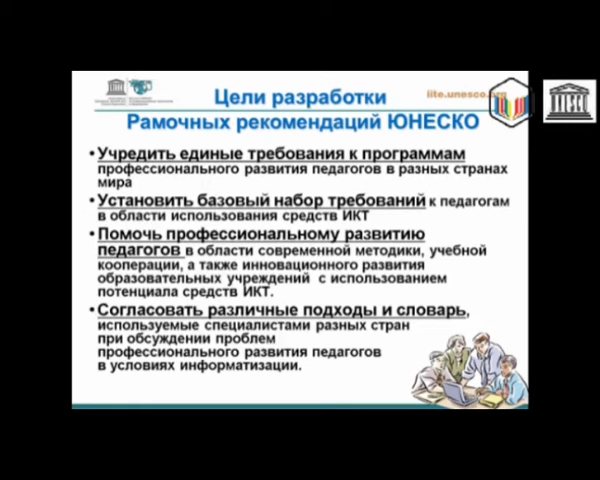 iite.unesco.org
Цели разработки
Рамочных рекомендаций ЮНЕСКО
• Учредить единые требования к программам
профессионального развития педагогов в разных странах
мира
• Установить базовый набор требований к педагогам
в области использования средств ИКТ
• Помочь профессиональному развитию
педагогов в области современной методики, учебной
кооперации, а также инновационного развития
образовательных учреждений с использованием
потенциала средств ИКТ.
• Согласовать различные подходы и словарь,
используемые специалистами разных стран
при обсуждении проблем
профессионального развития педагогов
в условиях информатизации.